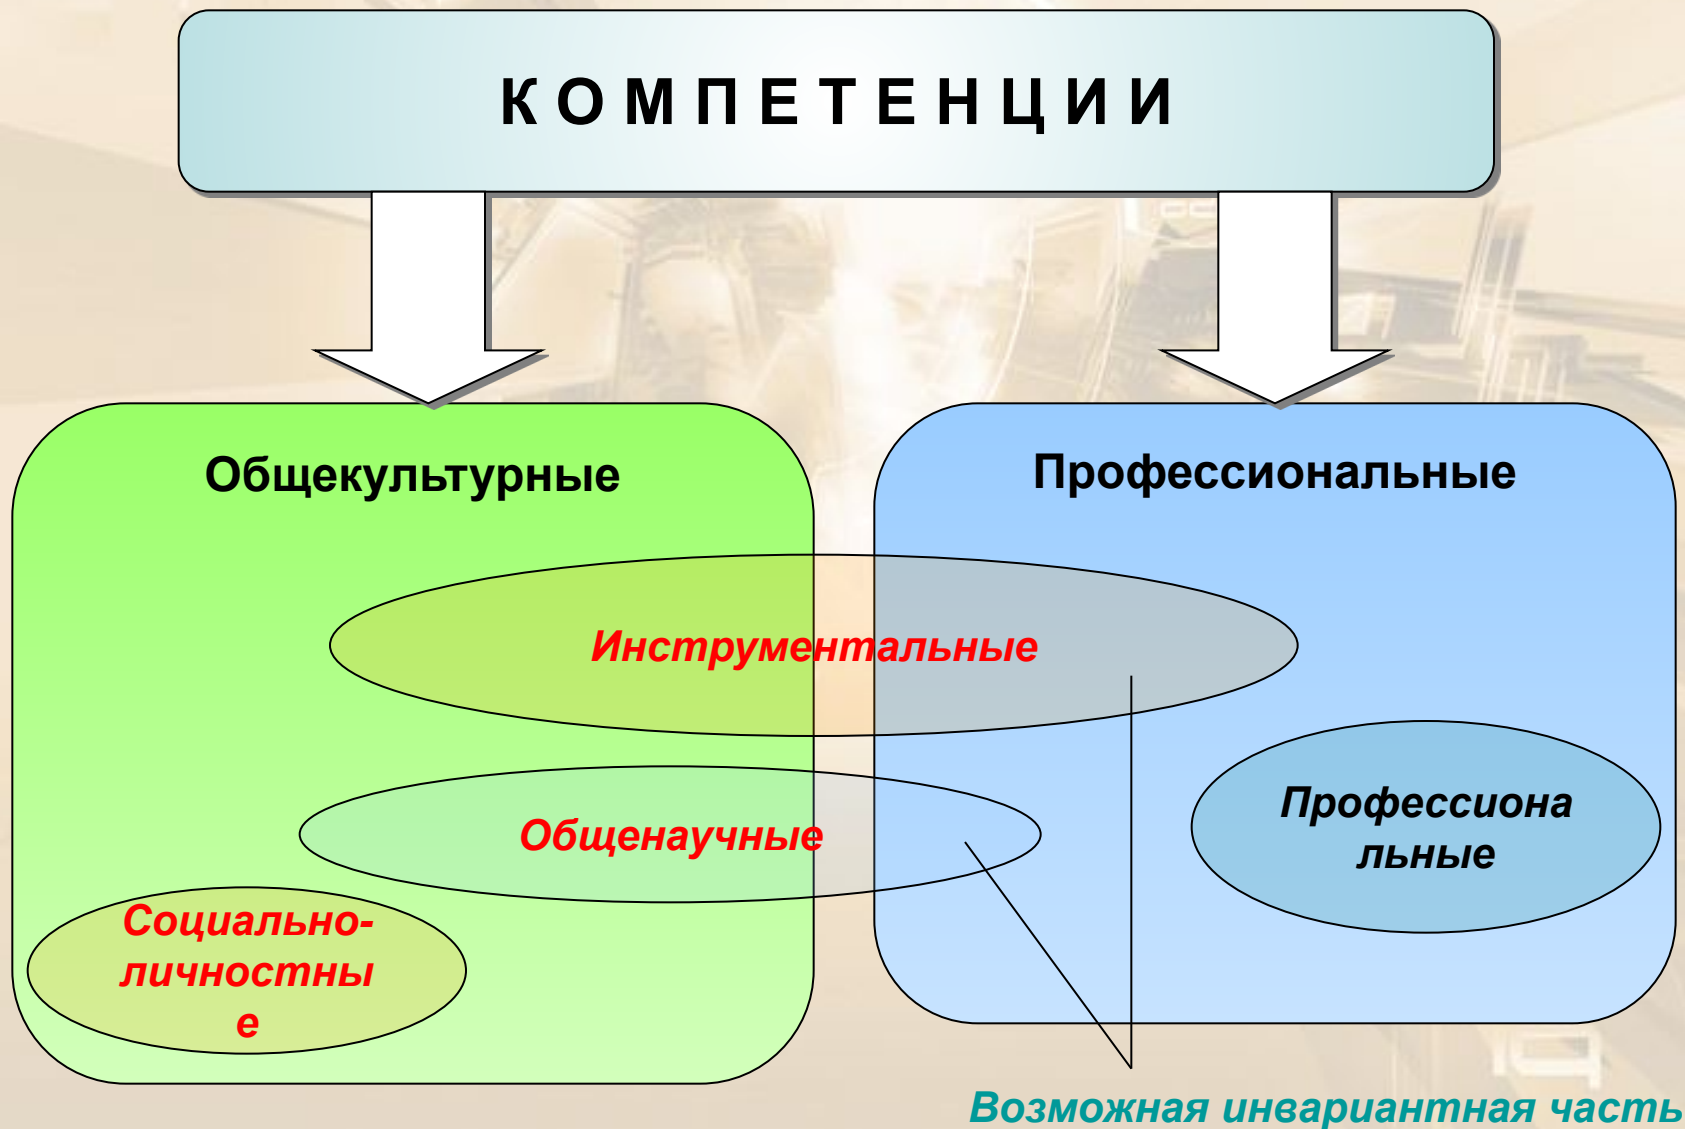 К О М П Е Т Е Н Ц И И
Общекультурные
Профессиональные
Инструментальные
Общенаучные
Профессиона
льные
Социально-
личностны
е
Возможная инвариантная часть